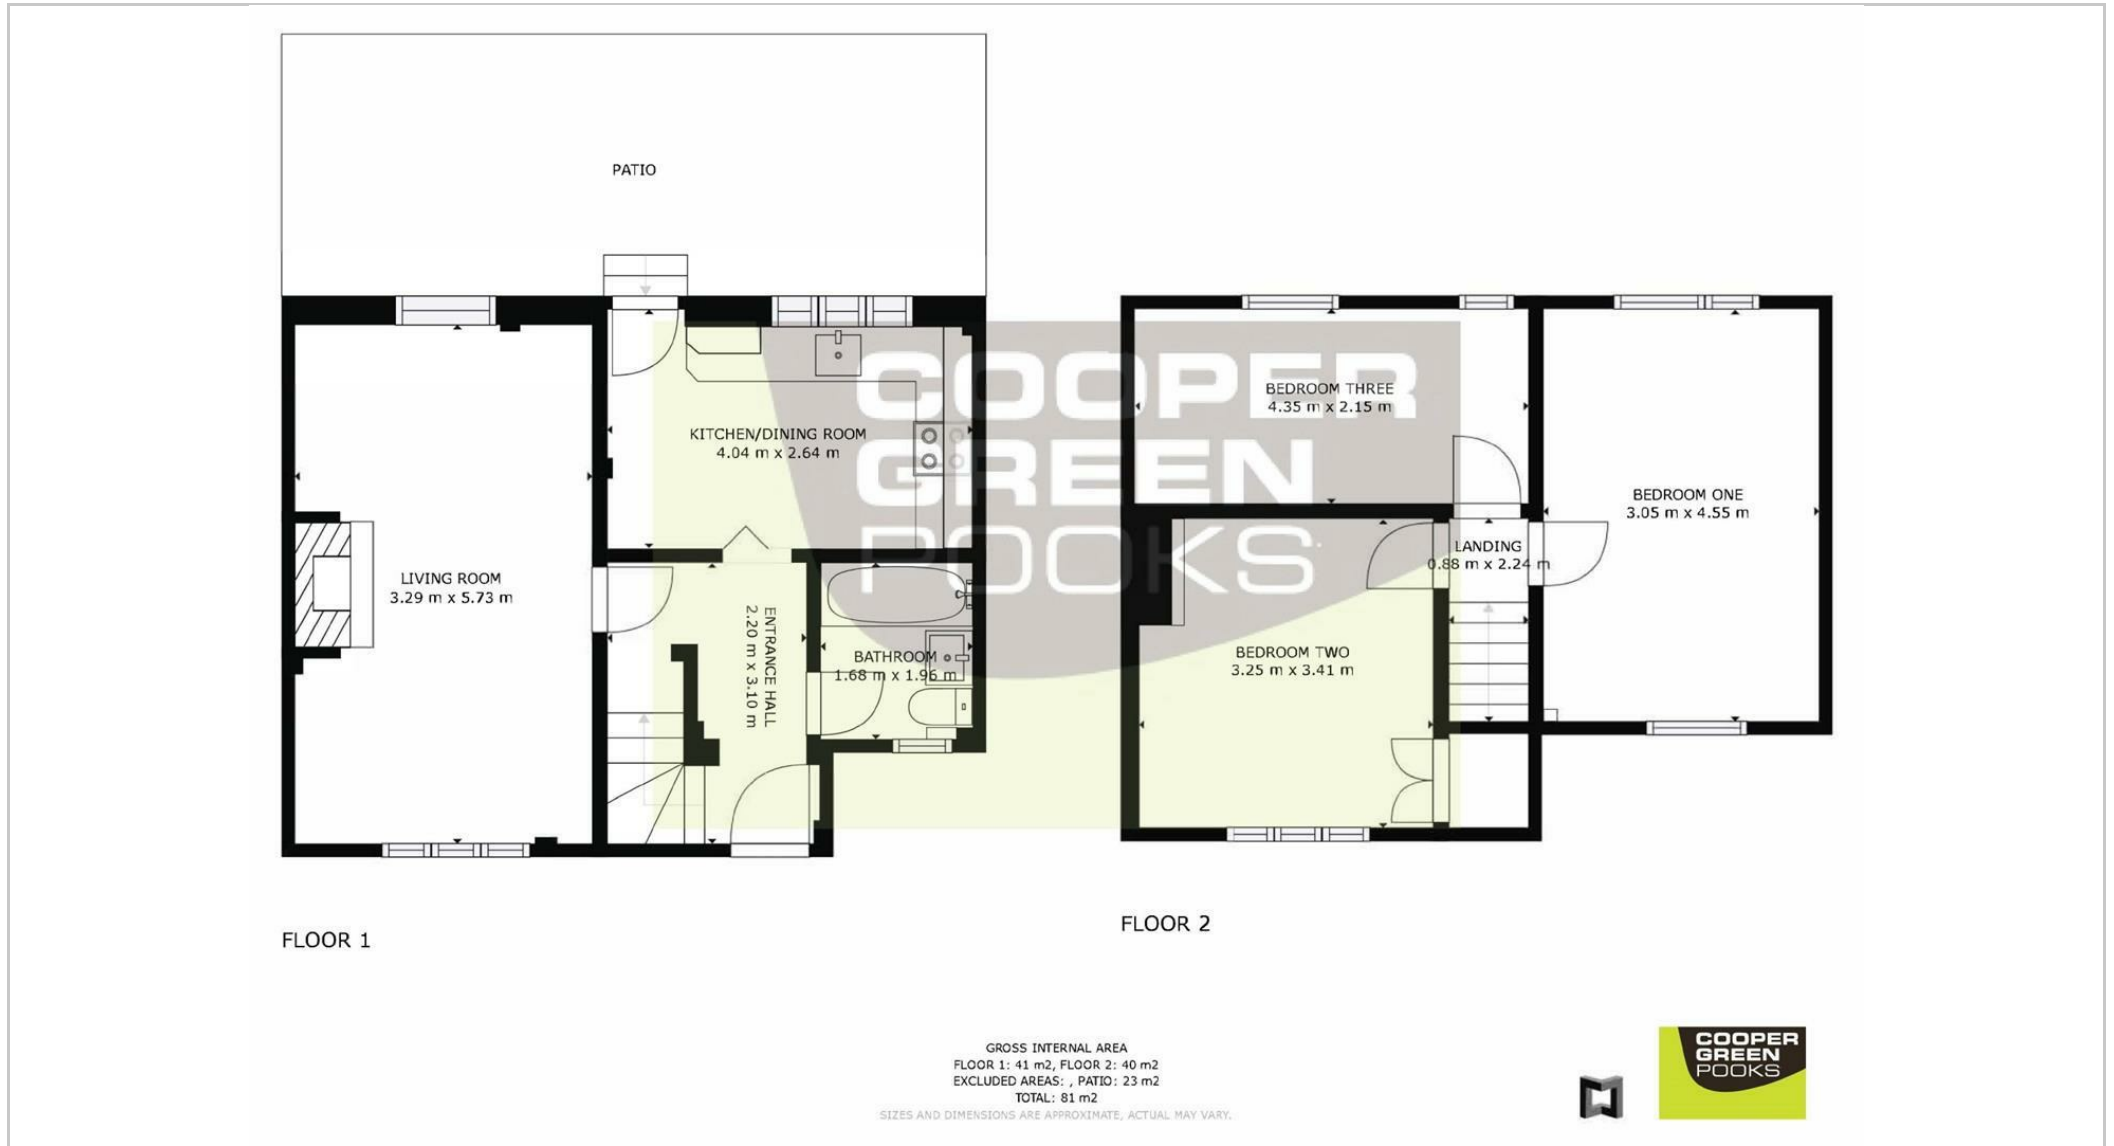 PATIO
KITCHEN/DINING ROOM
4.04 m x 2.64 m
LIVING ROOM
3.29 m x 5.73 m
ENTRANCE HALL
2.20 m x 3.10 m
BATHROOM
1.68 m x 1.96 m
FLOOR 1
COOPER
GREEN
POOKS
BEDROOM THREE
4.35 m x 2.15 m
BEDROOM ONE
3.05 m x 4.55 m
LANDING
0.88 m x 2.24 m
BEDROOM TWO
3.25 m x 3.41 m
FLOOR 2
GROSS INTERNAL AREA
FLOOR 1: 41 m2, FLOOR 2: 40 m2
EXCLUDED AREAS: , PATIO: 23 m2
TOTAL: 81 m2
SIZES AND DIMENSIONS ARE APPROXIMATE, ACTUAL MAY VARY.
COOPER
GREEN
POOKS